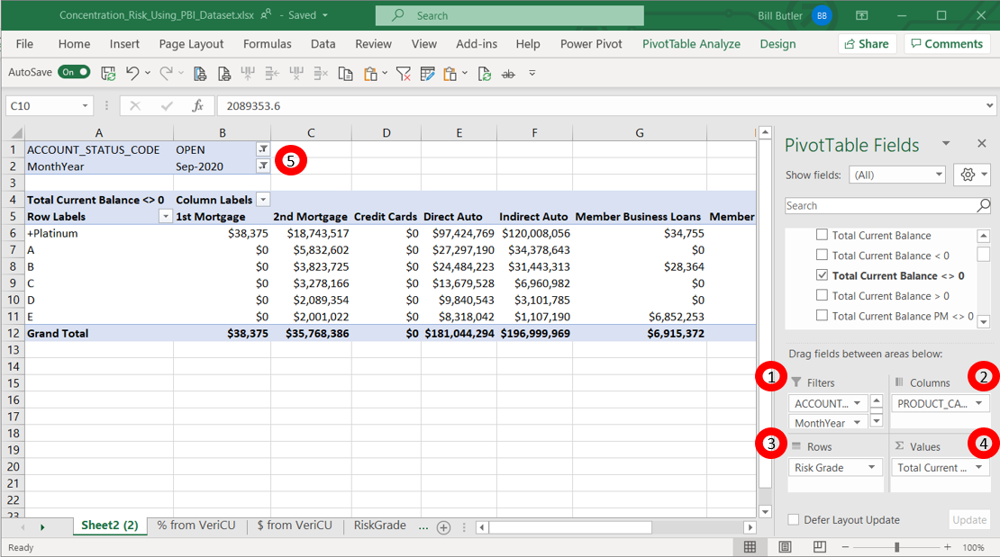 Concentration_Risk_Using_PBI_Dataset.xlsx - Saved Search Bill Butler BB
File Home Insert Page Layout Formulas Data Review View Add-ins Help Power Pivot PivotTable Analyze Design Share Comments
AutoSave On ab
C10 fx 2089353.6
A B C D E F G
1 ACCOUNT_STATUS_CODE OPEN
2 MonthYear Sep-2020
5
3
4 Total Current Balance <> 0 Column Labels
5 Row Labels 1st Mortgage 2nd Mortgage Credit Cards Direct Auto Indirect Auto Member Business Loans Member
6 +Platinum $38,375 $18,743,517 $0 $97,424,769 $120,008,056 $34,755
7 A $0 $5,832,602 $0 $27,297,190 $34,378,643 $0
8 B $0 $3,823,725 $0 $24,484,223 $31,443,313 $28,364
9 C $0 $3,278,166 $0 $13,679,528 $6,960,982 $0
10 D $0 $2,089,354 $0 $9,840,543 $3,101,785 $0
11 E $0 $2,001,022 $0 $8,318,042 $1,107,190 $6,852,253
12 Grand Total $38,375 $35,768,386 $0 $181,044,294 $196,999,969 $6,915,372
13
14
15
16
17
18
19
20
21
22
23
PivotTable Fields
Show fields: (All)
Search
Total Current Balance
Total Current Balance < 0
Total Current Balance <> 0
Total Current Balance > 0
Total Current Balance PM <> 0
Drag fields between areas below:
1 Filters Columns 2
ACCOUNT... PRODUCT_CA...
MonthYear
3 Rows Σ Values 4
Risk Grade Total Current ...
Defer Layout Update Update
Sheet2 (2) % from VeriCU $ from VeriCU RiskGrade ...
Ready 100%